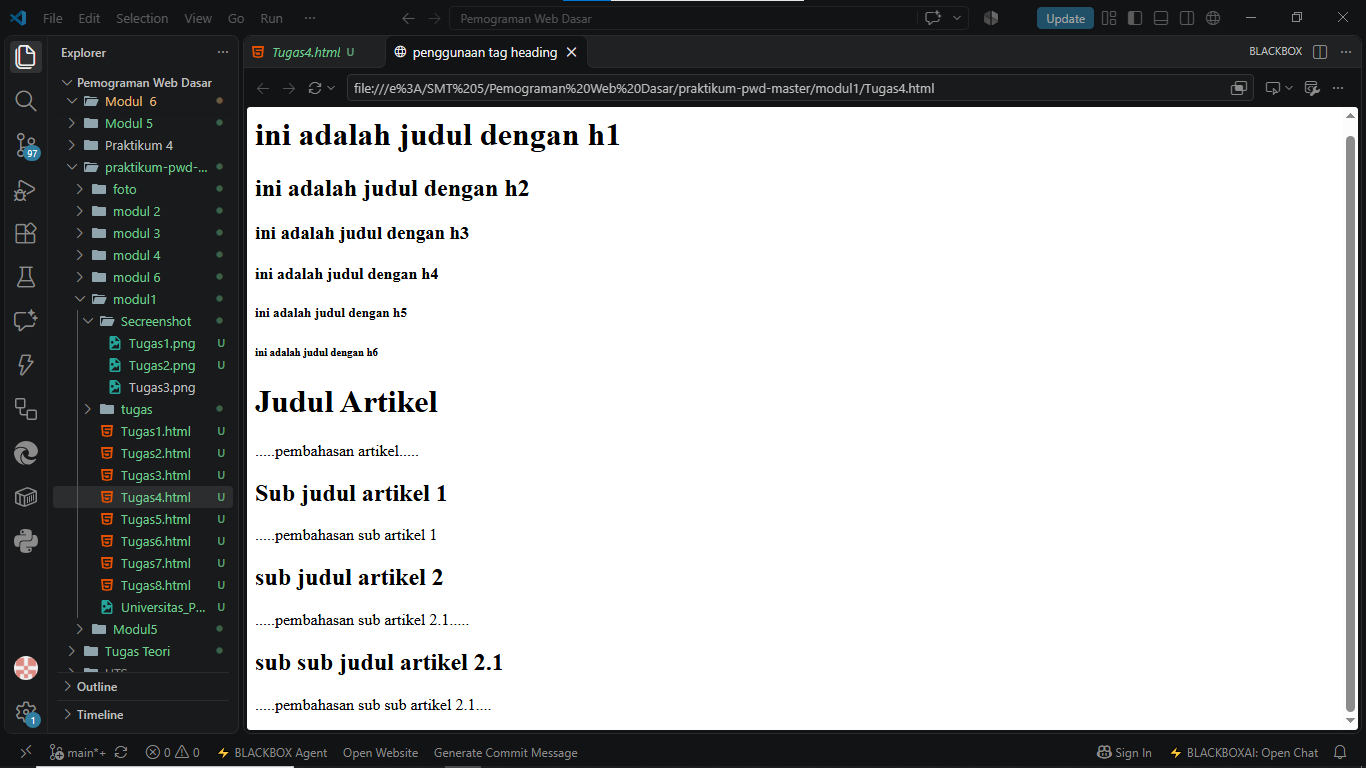 File Edit Selection View Go Run ··· Pemograman Web Dasar Update
Explorer ···
Tugas4.html U penggunaan tag heading BLACKBOX ···
file:///e%3A/SMT%205/Pemograman%20Web%20Dasar/praktikum-pwd-master/modul1/Tugas4.html ···
Pemograman Web Dasar
Modul 6
Modul 5
Praktikum 4
praktikum-pwd-...
foto
modul 2
modul 3
modul 4
modul 6
modul1
Secreenshot
Tugas1.png U
Tugas2.png U
Tugas3.png
tugas
Tugas1.html U
Tugas2.html U
Tugas3.html U
Tugas4.html U
Tugas5.html U
Tugas6.html U
Tugas7.html U
Tugas8.html U
Universitas_P... U
Modul5
Tugas Teori
UTS
Outline
Timeline
97
1
ini adalah judul dengan h1
ini adalah judul dengan h2
ini adalah judul dengan h3
ini adalah judul dengan h4
ini adalah judul dengan h5
ini adalah judul dengan h6
Judul Artikel
.....pembahasan artikel.....
Sub judul artikel 1
.....pembahasan sub artikel 1
sub judul artikel 2
.....pembahasan sub artikel 2.1.....
sub sub judul artikel 2.1
.....pembahasan sub sub artikel 2.1....
main*+ 0 0 BLACKBOX Agent Open Website Generate Commit Message Sign In BLACKBOXAI: Open Chat